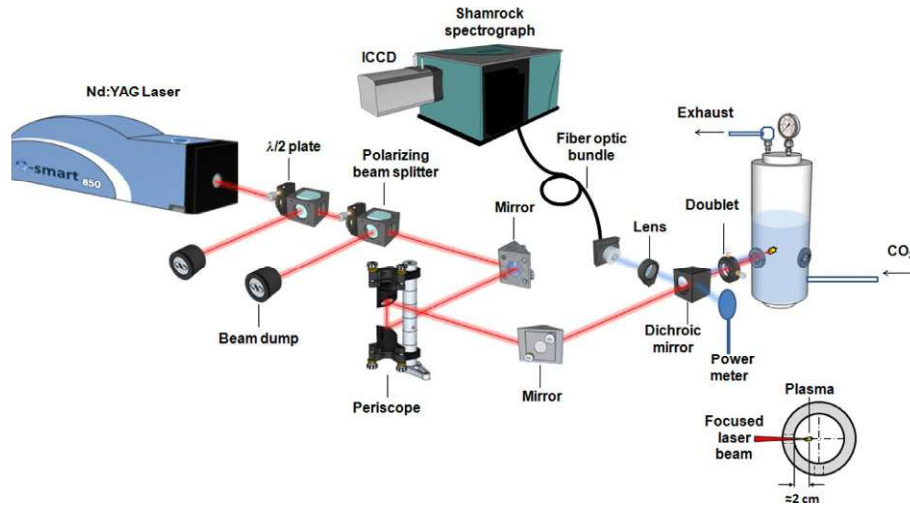 Shamrock
spectrograph
ICCD
Nd:YAG Laser
Exhaust
λ/2 plate
Polarizing
beam splitter
Fiber optic
bundle
-smart 850
Mirror
Lens
Doublet
CO₂
Beam dump
Dichroic
mirror
Periscope
Mirror
Power
meter
Plasma
Focused
laser
beam
≈2 cm